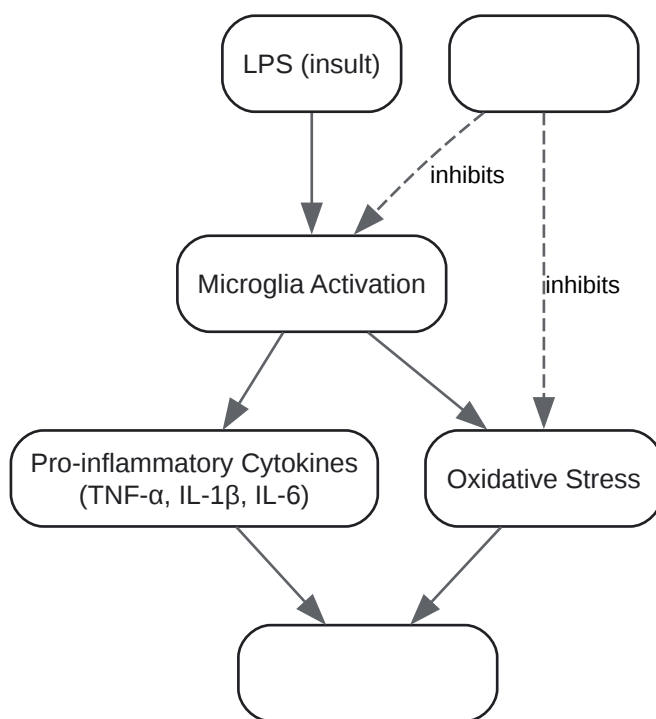 LPS (insult)
inhibits
Microglia Activation
inhibits
Pro-inflammatory Cytokines
(TNF-α, IL-1β, IL-6)
Oxidative Stress